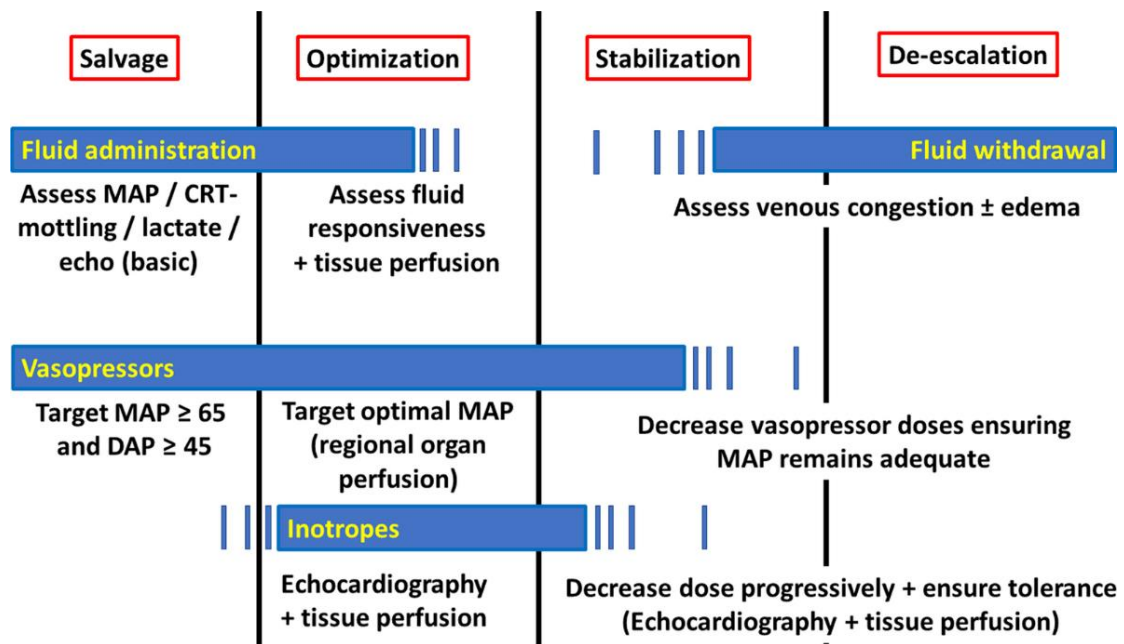 Salvage
Optimization
Stabilization
De-escalation
Fluid administration
Fluid withdrawal
Assess MAP / CRT-
mottling / lactate /
echo (basic)
Assess fluid
responsiveness
+ tissue perfusion
Assess venous congestion ± edema
Vasopressors
Target MAP ≥ 65
and DAP ≥ 45
Target optimal MAP
(regional organ
perfusion)
Decrease vasopressor doses ensuring
MAP remains adequate
Inotropes
Echocardiography
+ tissue perfusion
Decrease dose progressively + ensure tolerance
(Echocardiography + tissue perfusion)